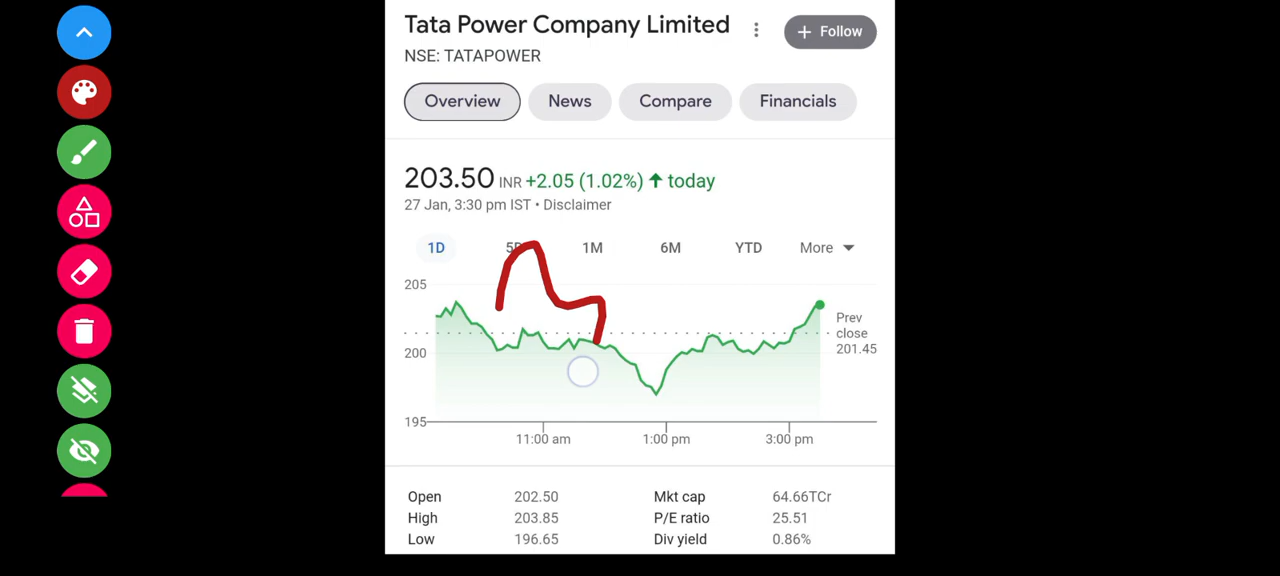 Tata Power Company Limited
Follow
NSE: TATAPOWER
Overview News Compare Financials
203.50 INR +2.05 (1.02%) today
27 Jan, 3:30 pm IST • Disclaimer
1D 1M 6M YTD More
205
200
195
Prev
close
201.45
11:00 am 1:00 pm 3:00 pm
Open 202.50 Mkt cap 64.66TCr
High 203.85 P/E ratio 25.51
Low 196.65 Div yield 0.86%